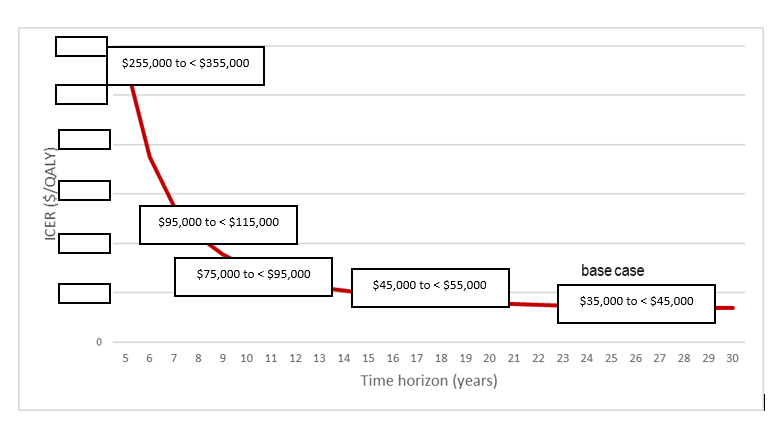 $255,000 to < $355,000
ICER ($/QALY)
$95,000 to < $115,000
$75,000 to < $95,000
$45,000 to < $55,000
base case
$35,000 to < $45,000
0
5 6 7 8 9 10 11 12 13 14 15 16 17 18 19 20 21 22 23 24 25 26 27 28 29 30
Time horizon (years)